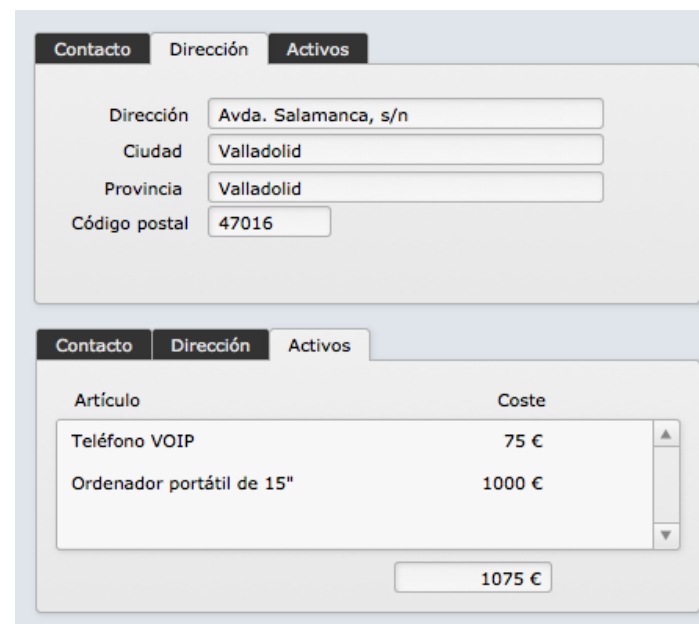 Contacto Dirección Activos
Dirección Avda. Salamanca, s/n
Ciudad Valladolid
Provincia Valladolid
Código postal 47016
Contacto Dirección Activos
Artículo Coste
Teléfono VOIP 75 €
Ordenador portátil de 15" 1000 €
1075 €